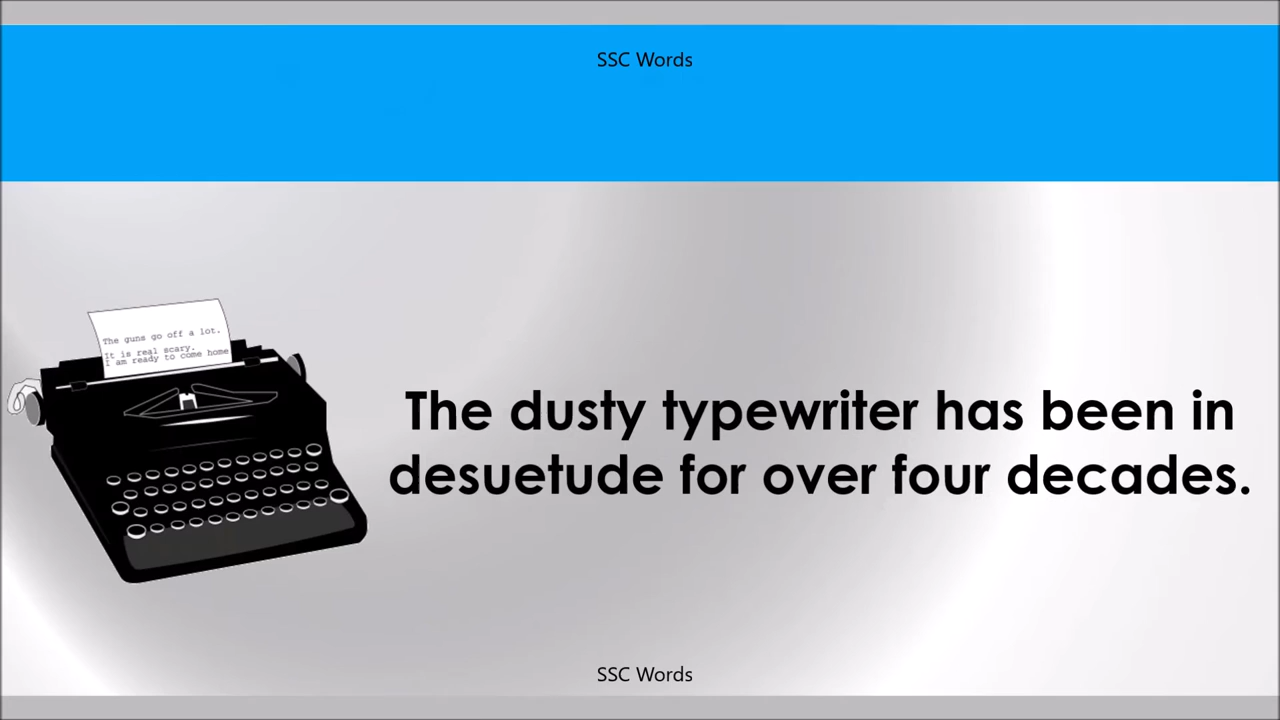 SSC Words
The guns go off a lot.
It is real scary.
I am ready to come home
The dusty typewriter has been in
desuetude for over four decades.
SSC Words